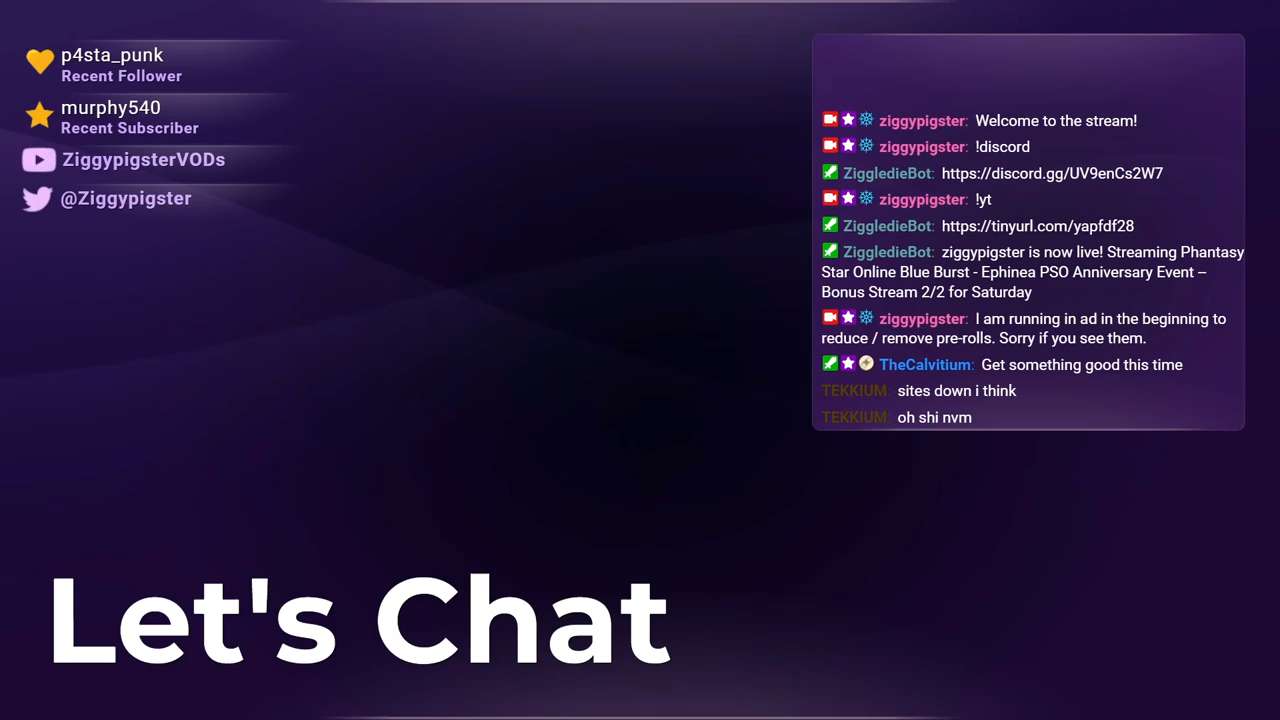 p4sta_punk
Recent Follower
murphy540
Recent Subscriber
ZiggypigsterVODs
@Ziggypigster
ziggypigster: Welcome to the stream!
ziggypigster: !discord
ZiggledieBot: https://discord.gg/UV9enCs2W7
ziggypigster: !yt
ZiggledieBot: https://tinyurl.com/yapfdf28
ZiggledieBot: ziggypigster is now live! Streaming Phantasy
Star Online Blue Burst - Ephinea PSO Anniversary Event –
Bonus Stream 2/2 for Saturday
ziggypigster: I am running in ad in the beginning to
reduce / remove pre-rolls. Sorry if you see them.
TheCalvitium: Get something good this time
TEKKIUM: sites down i think
TEKKIUM: oh shi nvm
Let's Chat